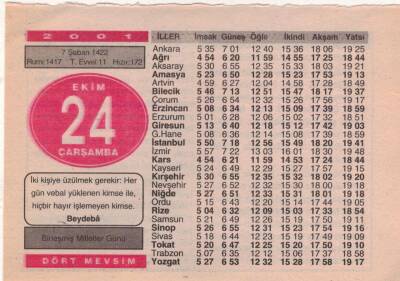 2001
7 Şaban 1422
Rumi:1417 T. Evvel 11 Hızır:172
EKİM
24
ÇARŞAMBA
İki kişiye üzülmek gerekir: Her
gün vebal yüklenen kimse ile,
hiçbir hayır işlemeyen kimse.
Beydebâ
Birleşmiş Milletler Günü
DÖRT MEVSİM
İLLER İmsak Güneş Öğle İkindi Akşam Yatsı
Ankara 5 35 7 01 12 40 15 36 18 06 19 25
Ağrı 4 54 6 20 11 59 14 55 17 25 18 44
Aksaray 5 30 6 55 12 35 15 33 18 03 19 21
Amasya 5 23 6 50 12 28 15 23 17 53 19 13
Artvin 4 59 6 27 12 04 14 58 17 28 18 48
Bilecik 5 46 7 13 12 51 15 47 18 17 19 37
Çorum 5 26 6 54 12 32 15 26 17 56 19 17
Erzincan 5 08 6 34 12 13 15 09 17 39 18 59
Erzurum 5 01 6 28 12 06 15 02 17 32 18 51
Giresun 5 13 6 40 12 18 15 12 17 42 19 03
G.Hane 5 08 6 36 12 14 15 08 17 39 18 59
İstanbul 5 50 7 18 12 56 15 49 18 20 19 41
İzmir 5 57 7 22 13 03 16 01 18 30 19 48
Kars 4 54 6 21 11 59 14 53 17 24 18 44
Kayseri 5 24 6 49 12 29 15 27 17 57 19 15
Kırşehir 5 30 6 55 12 35 15 32 18 02 19 20
Nevşehir 5 27 6 52 12 32 15 30 18 00 19 18
Niğde 5 27 6 51 12 33 15 31 18 01 19 18
Ordu 5 15 6 43 12 20 15 14 17 44 19 05
Rize 5 04 6 32 12 09 15 03 17 33 18 54
Samsun 5 21 6 49 12 26 15 19 17 50 19 11
Sinop 5 26 6 55 12 31 15 23 17 54 19 16
Sivas 5 18 6 44 12 23 15 19 17 49 19 09
Tokat 5 20 6 47 12 25 15 20 17 50 19 10
Trabzon 5 07 6 35 12 12 15 06 17 37 18 57
Yozgat 5 27 6 53 12 32 15 28 17 58 19 17